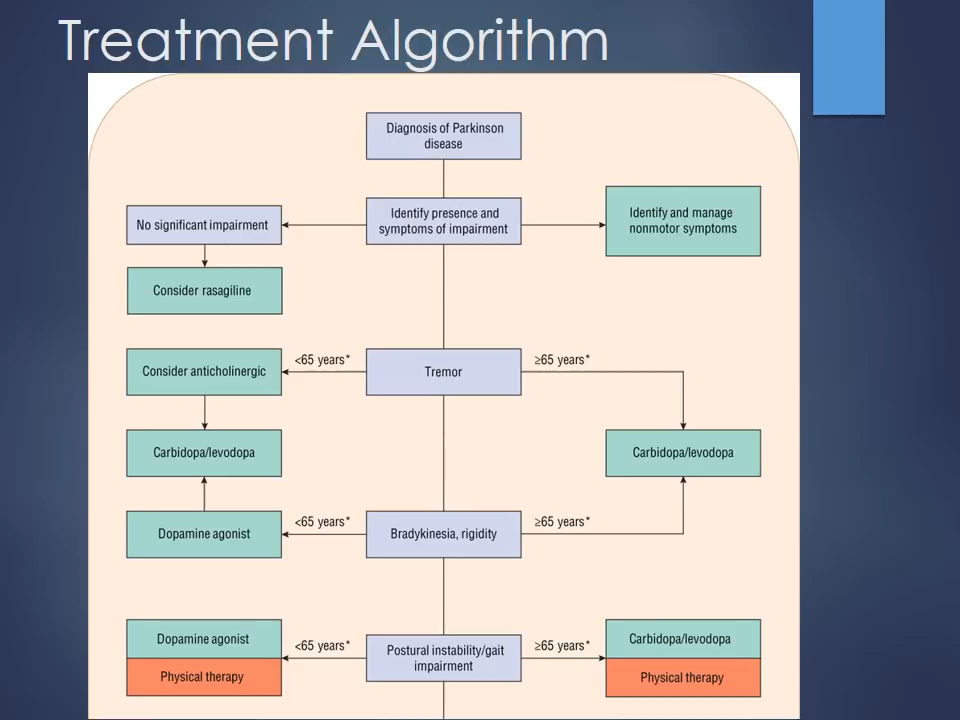 Treatment Algorithm
Diagnosis of Parkinson
disease
No significant impairment
Identify presence and
symptoms of impairment
Identify and manage
nonmotor symptoms
Consider rasagiline
Consider anticholinergic
<65 years*
Tremor
≥65 years*
Carbidopa/levodopa
Carbidopa/levodopa
Dopamine agonist
<65 years*
Bradykinesia, rigidity
≥65 years*
Dopamine agonist
Physical therapy
<65 years*
Postural instability/gait
impairment
≥65 years*
Carbidopa/levodopa
Physical therapy